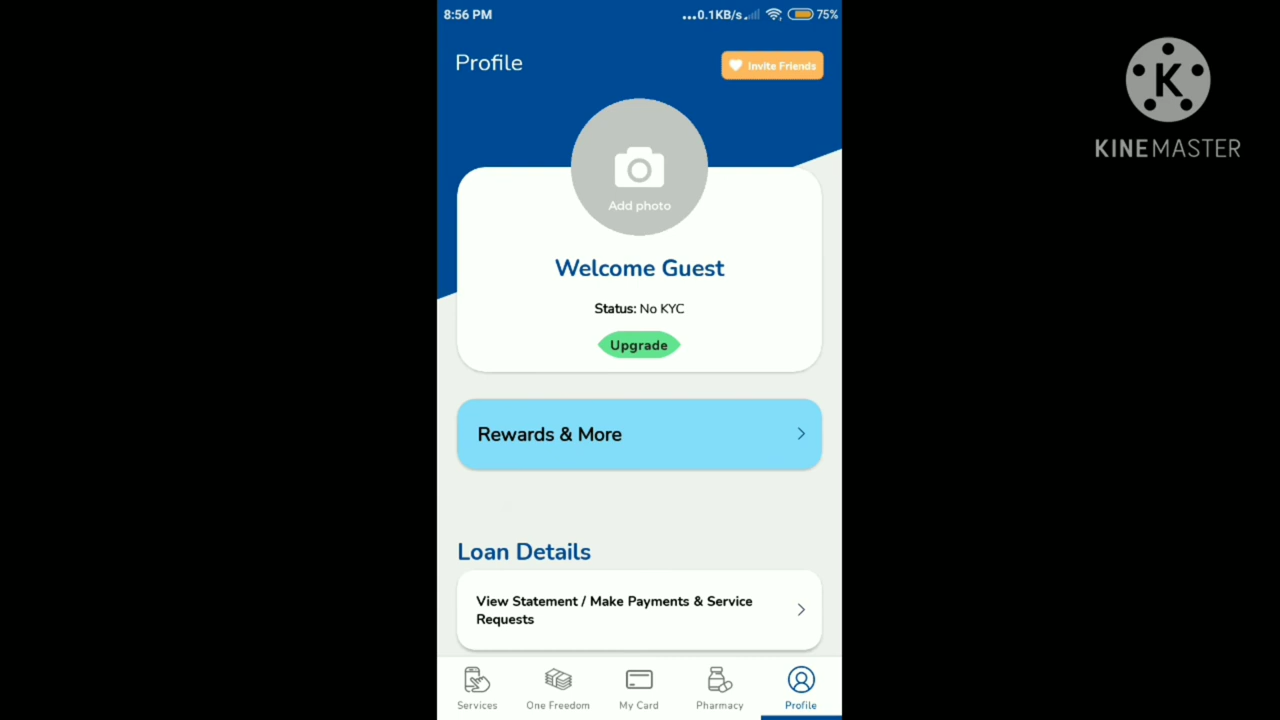 8:56 PM
...0.1KB/s
75%
Profile
Invite Friends
K
KINEMASTER
Add photo
Welcome Guest
Status: No KYC
Upgrade
Rewards & More
Loan Details
View Statement / Make Payments & Service
Requests
Services
One Freedom
My Card
Pharmacy
Profile